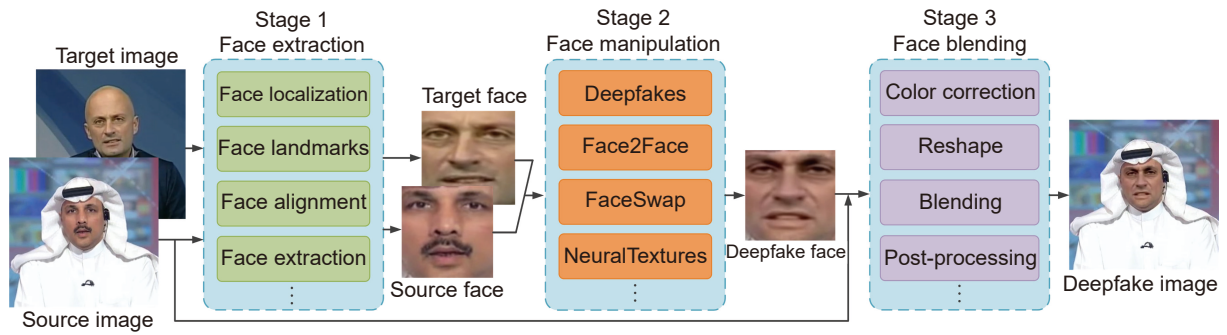 Stage 1
Face extraction
Stage 2
Face manipulation
Stage 3
Face blending
Target image
Source image
Face localization
Face landmarks
Face alignment
Face extraction
⋮
Target face
Source face
Deepfakes
Face2Face
FaceSwap
NeuralTextures
⋮
Deepfake face
Color correction
Reshape
Blending
Post-processing
⋮
Deepfake image